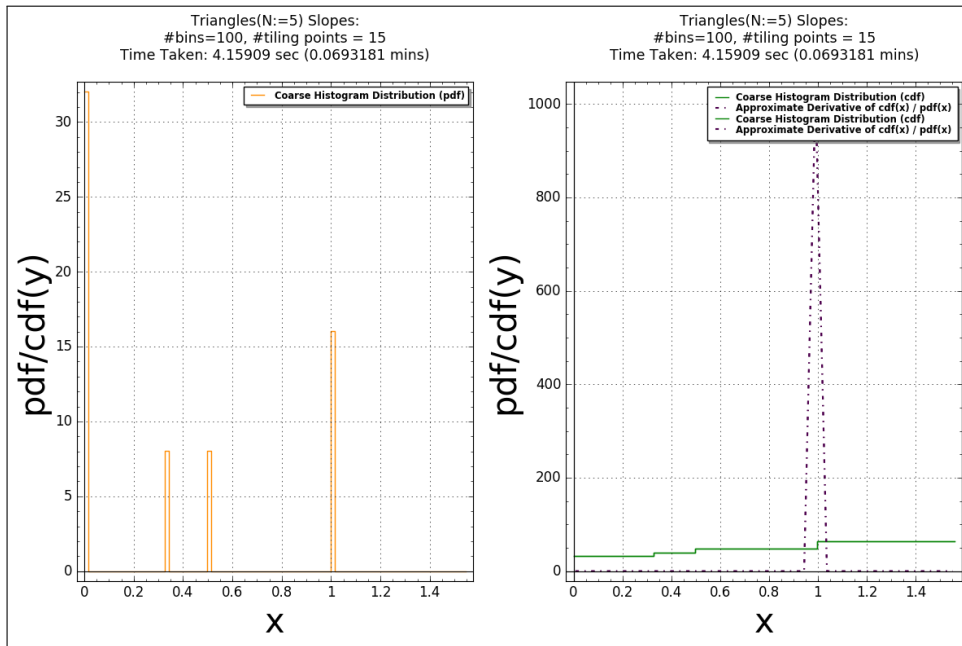 Triangles(N:=5) Slopes:
#bins=100, #tiling points = 15
Time Taken: 4.15909 sec (0.0693181 mins)
Coarse Histogram Distribution (pdf)
30
25
20
15
10
5
0
pdf/cdf(y)
0
0.2
0.4
0.6
0.8
1
1.2
1.4
x
Triangles(N:=5) Slopes:
#bins=100, #tiling points = 15
Time Taken: 4.15909 sec (0.0693181 mins)
Coarse Histogram Distribution (cdf)
Approximate Derivative of cdf(x) / pdf(x)
Coarse Histogram Distribution (cdf)
Approximate Derivative of cdf(x) / pdf(x)
1000
800
600
400
200
0
pdf/cdf(y)
0
0.2
0.4
0.6
0.8
1
1.2
1.4
x